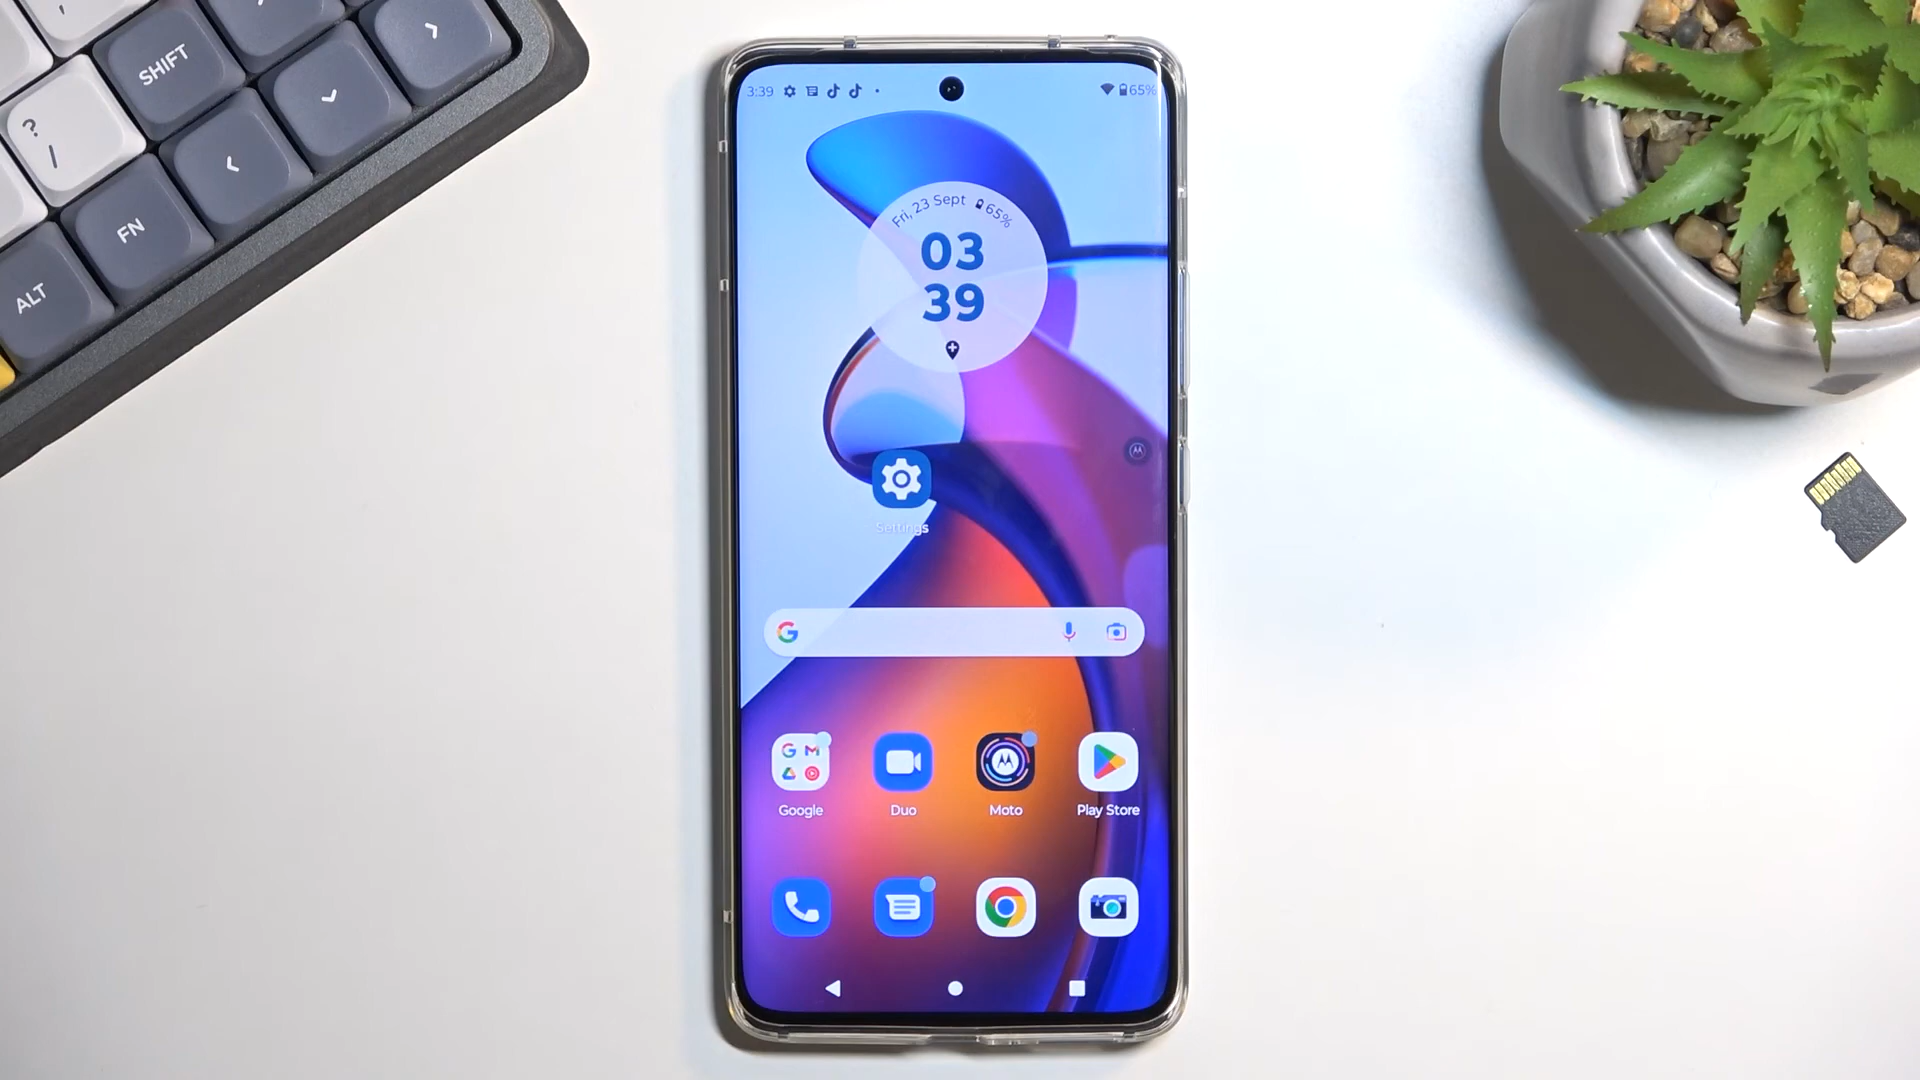 SHIFT
?
/
FN
ALT
3:39
65%
Fri, 23 Sept 65%
03
39
Settings
Google
Duo
Moto
Play Store